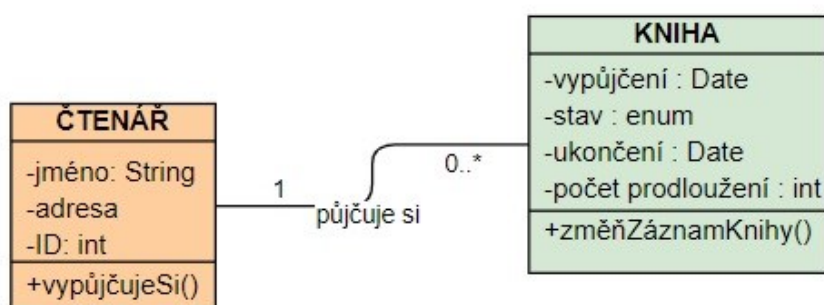 KNIHA
-vypůjčení : Date
-stav : enum
-ukončení : Date
-počet prodloužení : int
+změňZáznamKnihy()
ČTENÁŘ
-jméno: String
-adresa
-ID: int
+vypůjčujeSi()
1
půjčuje si
0..*